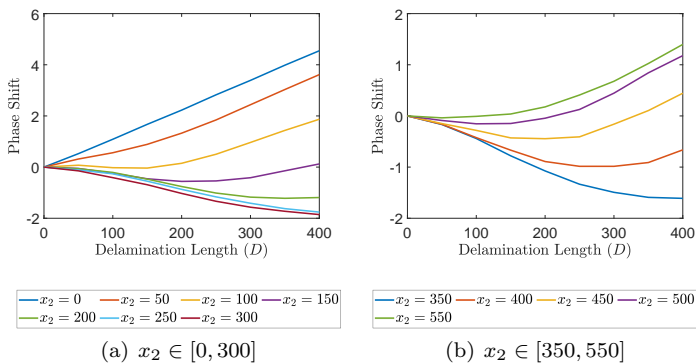 6
4
2
0
-2
Phase Shift
0 100 200 300 400
Delamination Length (D)
x₂ = 0 x₂ = 50 x₂ = 100 x₂ = 150
x₂ = 200 x₂ = 250 x₂ = 300
(a) x₂ ∈ [0, 300]
2
1
0
-1
-2
Phase Shift
0 100 200 300 400
Delamination Length (D)
x₂ = 350 x₂ = 400 x₂ = 450 x₂ = 500
x₂ = 550
(b) x₂ ∈ [350, 550]